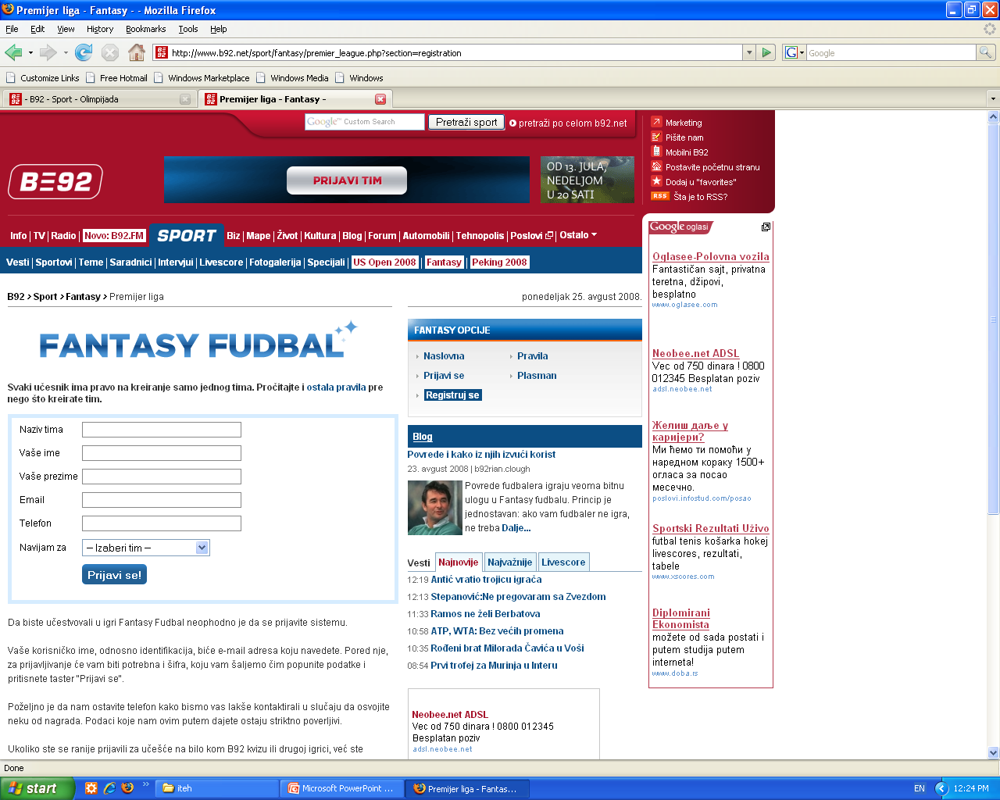 Premijer liga - Fantasy - - Mozilla Firefox
File Edit View History Bookmarks Tools Help
http://www.b92.net/sport/fantasy/premier_league.php?section=registration
Google
Customize Links Free Hotmail Windows Marketplace Windows Media Windows
- B92 - Sport - Olimpijada
Premijer liga - Fantasy -
Google™ Custom Search
Pretraži sport
pretraži po celom b92.net
Marketing
Pišite nam
Mobilni B92
Postavite početnu stranu
Dodaj u "favorites"
RSS Šta je to RSS?
B92
PRIJAVI TIM
OD 13. JULA,
NEDELJOM
U 20 SATI
Info | TV | Radio | Novo: B92.FM SPORT Biz | Mape | Život | Kultura | Blog | Forum | Automobili | Tehnopolis | Poslovi | Ostalo
Vesti | Sportovi | Teme | Saradnici | Intervjui | Livescore | Fotogalerija | Specijali | US Open 2008 | Fantasy | Peking 2008
B92 > Sport > Fantasy > Premijer liga
ponedeljak 25. avgust 2008.
FANTASY FUDBAL
Svaki učesnik ima pravo na kreiranje samo jednog tima. Pročitajte i ostala pravila pre
nego što kreirate tim.
Naziv tima
Vaše ime
Vaše prezime
Email
Telefon
Navijam za -- Izaberi tim --
Prijavi se!
Da biste učestvovali u igri Fantasy Fudbal neophodno je da se prijavite sistemu.
Vaše korisničko ime, odnosno identifikacija, biće e-mail adresa koju navedete. Pored nje,
za prijavljivanje će vam biti potrebna i šifra, koju vam šaljemo čim popunite podatke i
pritisnete taster "Prijavi se".
Poželjno je da nam ostavite telefon kako bismo vas lakše kontaktirali u slučaju da osvojite
neku od nagrada. Podaci koje nam ovim putem dajete ostaju striktno poverljivi.
Ukoliko ste se ranije prijavili za učešće na bilo kom B92 kvizu ili drugoj igrici, već ste
FANTASY OPCIJE
Naslovna Pravila
Prijavi se Plasman
Registruj se
Blog
Povrede i kako iz njih izvući korist
23. avgust 2008 | b92rian.clough
Povrede fudbalera igraju veoma bitnu
ulogu u Fantasy fudbalu. Princip je
jednostavan: ako vam fudbaler ne igra,
ne treba Dalje...
Vesti Najnovije Najvažnije Livescore
12:19 Antić vratio trojicu igrača
12:13 Stepanović:Ne pregovaram sa Zvezdom
11:33 Ramos ne želi Berbatova
10:58 ATP, WTA: Bez većih promena
10:35 Rođeni brat Milorada Čavića u Voši
08:54 Prvi trofej za Murinja u Interu
Neobee.net ADSL
Vec od 750 dinara ! 0800 012345
Besplatan poziv
adsl.neobee.net
Google oglasi
Oglasee-Polovna vozila
Fantastičan sajt, privatna
teretna, džipovi,
besplatno
www.oglasee.com
Neobee.net ADSL
Vec od 750 dinara ! 0800
012345 Besplatan poziv
adsl.neobee.net
Желиш даље у
каријери?
Ми ћемо ти помоћи у
наредном кораку 1500+
огласа за посао
месечно.
poslovi.infostud.com/posao
Sportski Rezultati Uživo
futbal tenis košarka hokej
livescores, rezultati,
tabele
www.xscores.com
Diplomirani
Ekonomista
možete od sada postati i
putem studija putem
interneta!
www.doba.rs
Done
start
iteh
Microsoft PowerPoint ...
Premijer liga - Fantas...
EN
12:24 PM